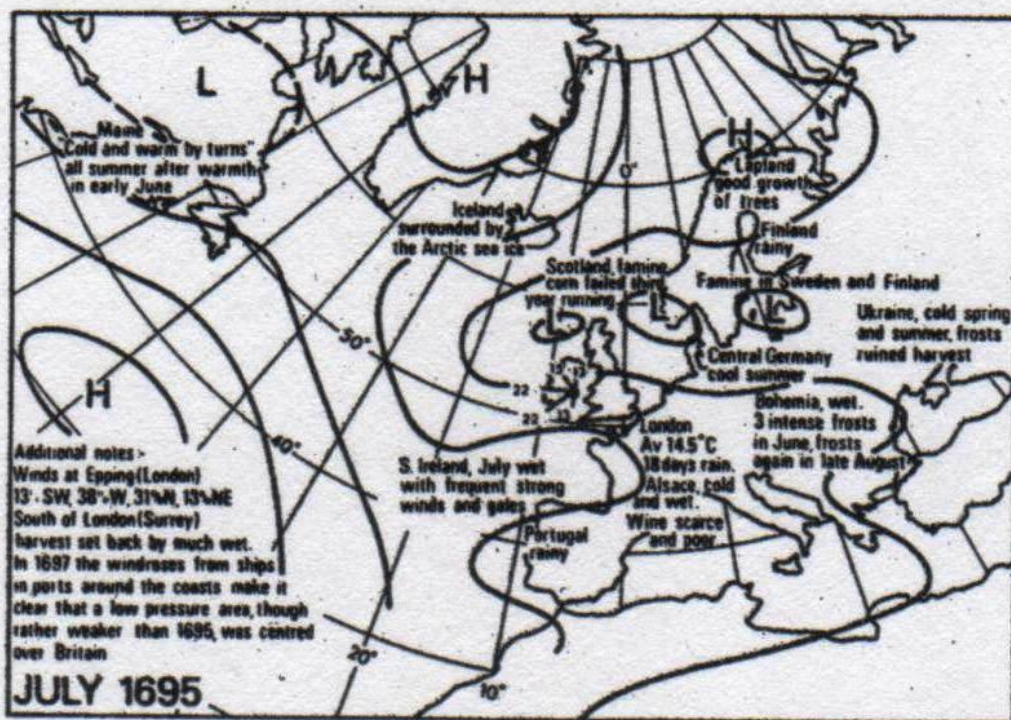 L
H
H
Maine
"Cold and warm by turns"
all summer after warmth
in early June
Lapland
good growth
of trees
0°
Iceland
surrounded by
the Arctic sea ice
Finland
rainy
Scotland, famine
corn failed third
year running
Famine in Sweden and Finland
L
L
L
Ukraine, cold spring
and summer, frosts
ruined harvest
50°
Central Germany
cool summer
13
22
22
13
H
40°
Bohemia, wet.
3 intense frosts
in June, frosts
again in late August
London
Av 14.5°C
18 days rain.
Alsace, cold
and wet.
Wine scarce
and poor
S. Ireland, July wet
with frequent strong
winds and gales
Portugal
rainy
Additional notes:-
Winds at Epping (London)
13% SW, 38% W, 31% N, 13% NE
South of London (Surrey)
harvest set back by much wet.
In 1697 the windroses from ships
in ports around the coasts make it
clear that a low pressure area, though
rather weaker than 1695, was centred
over Britain
20°
10°
JULY 1695